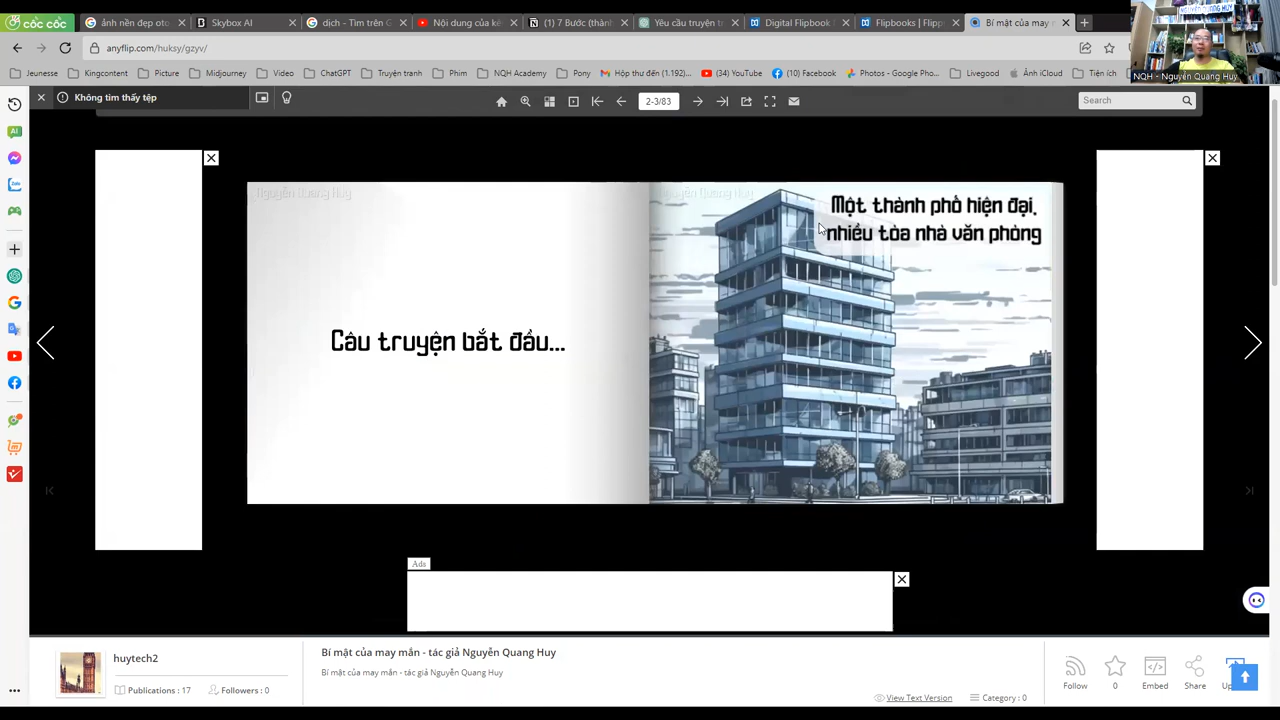 cốc cốc
ảnh nền đẹp oto
Skybox AI
dịch - Tìm trên G
Nội dung của kê
(1) 7 Bước (thành
Yêu cầu truyện tr
Digital Flipbook
Flipbooks | Flipp
Bí mật của may m
anyflip.com/huksy/gzyv/
Jeunesse
Kingcontent
Picture
Midjourney
Video
ChatGPT
Truyện tranh
Phim
NQH Academy
Pony
Hộp thư đến (1.192)...
(34) YouTube
(10) Facebook
Photos - Google Pho...
Livegood
Ảnh iCloud
Tiện ích
NQH - Nguyễn Quang Huy
Không tìm thấy tệp
2-3/83
Search
Nguyễn Quang Huy
Nguyễn Quang Huy
Một thành phố hiện đại,
nhiều tòa nhà văn phòng
Câu truyện bắt đầu...
Ads
huytech2
Publications : 17
Followers : 0
Bí mật của may mắn - tác giả Nguyễn Quang Huy
Bí mật của may mắn - tác giả Nguyễn Quang Huy
View Text Version
Category : 0
Follow
0
Embed
Share